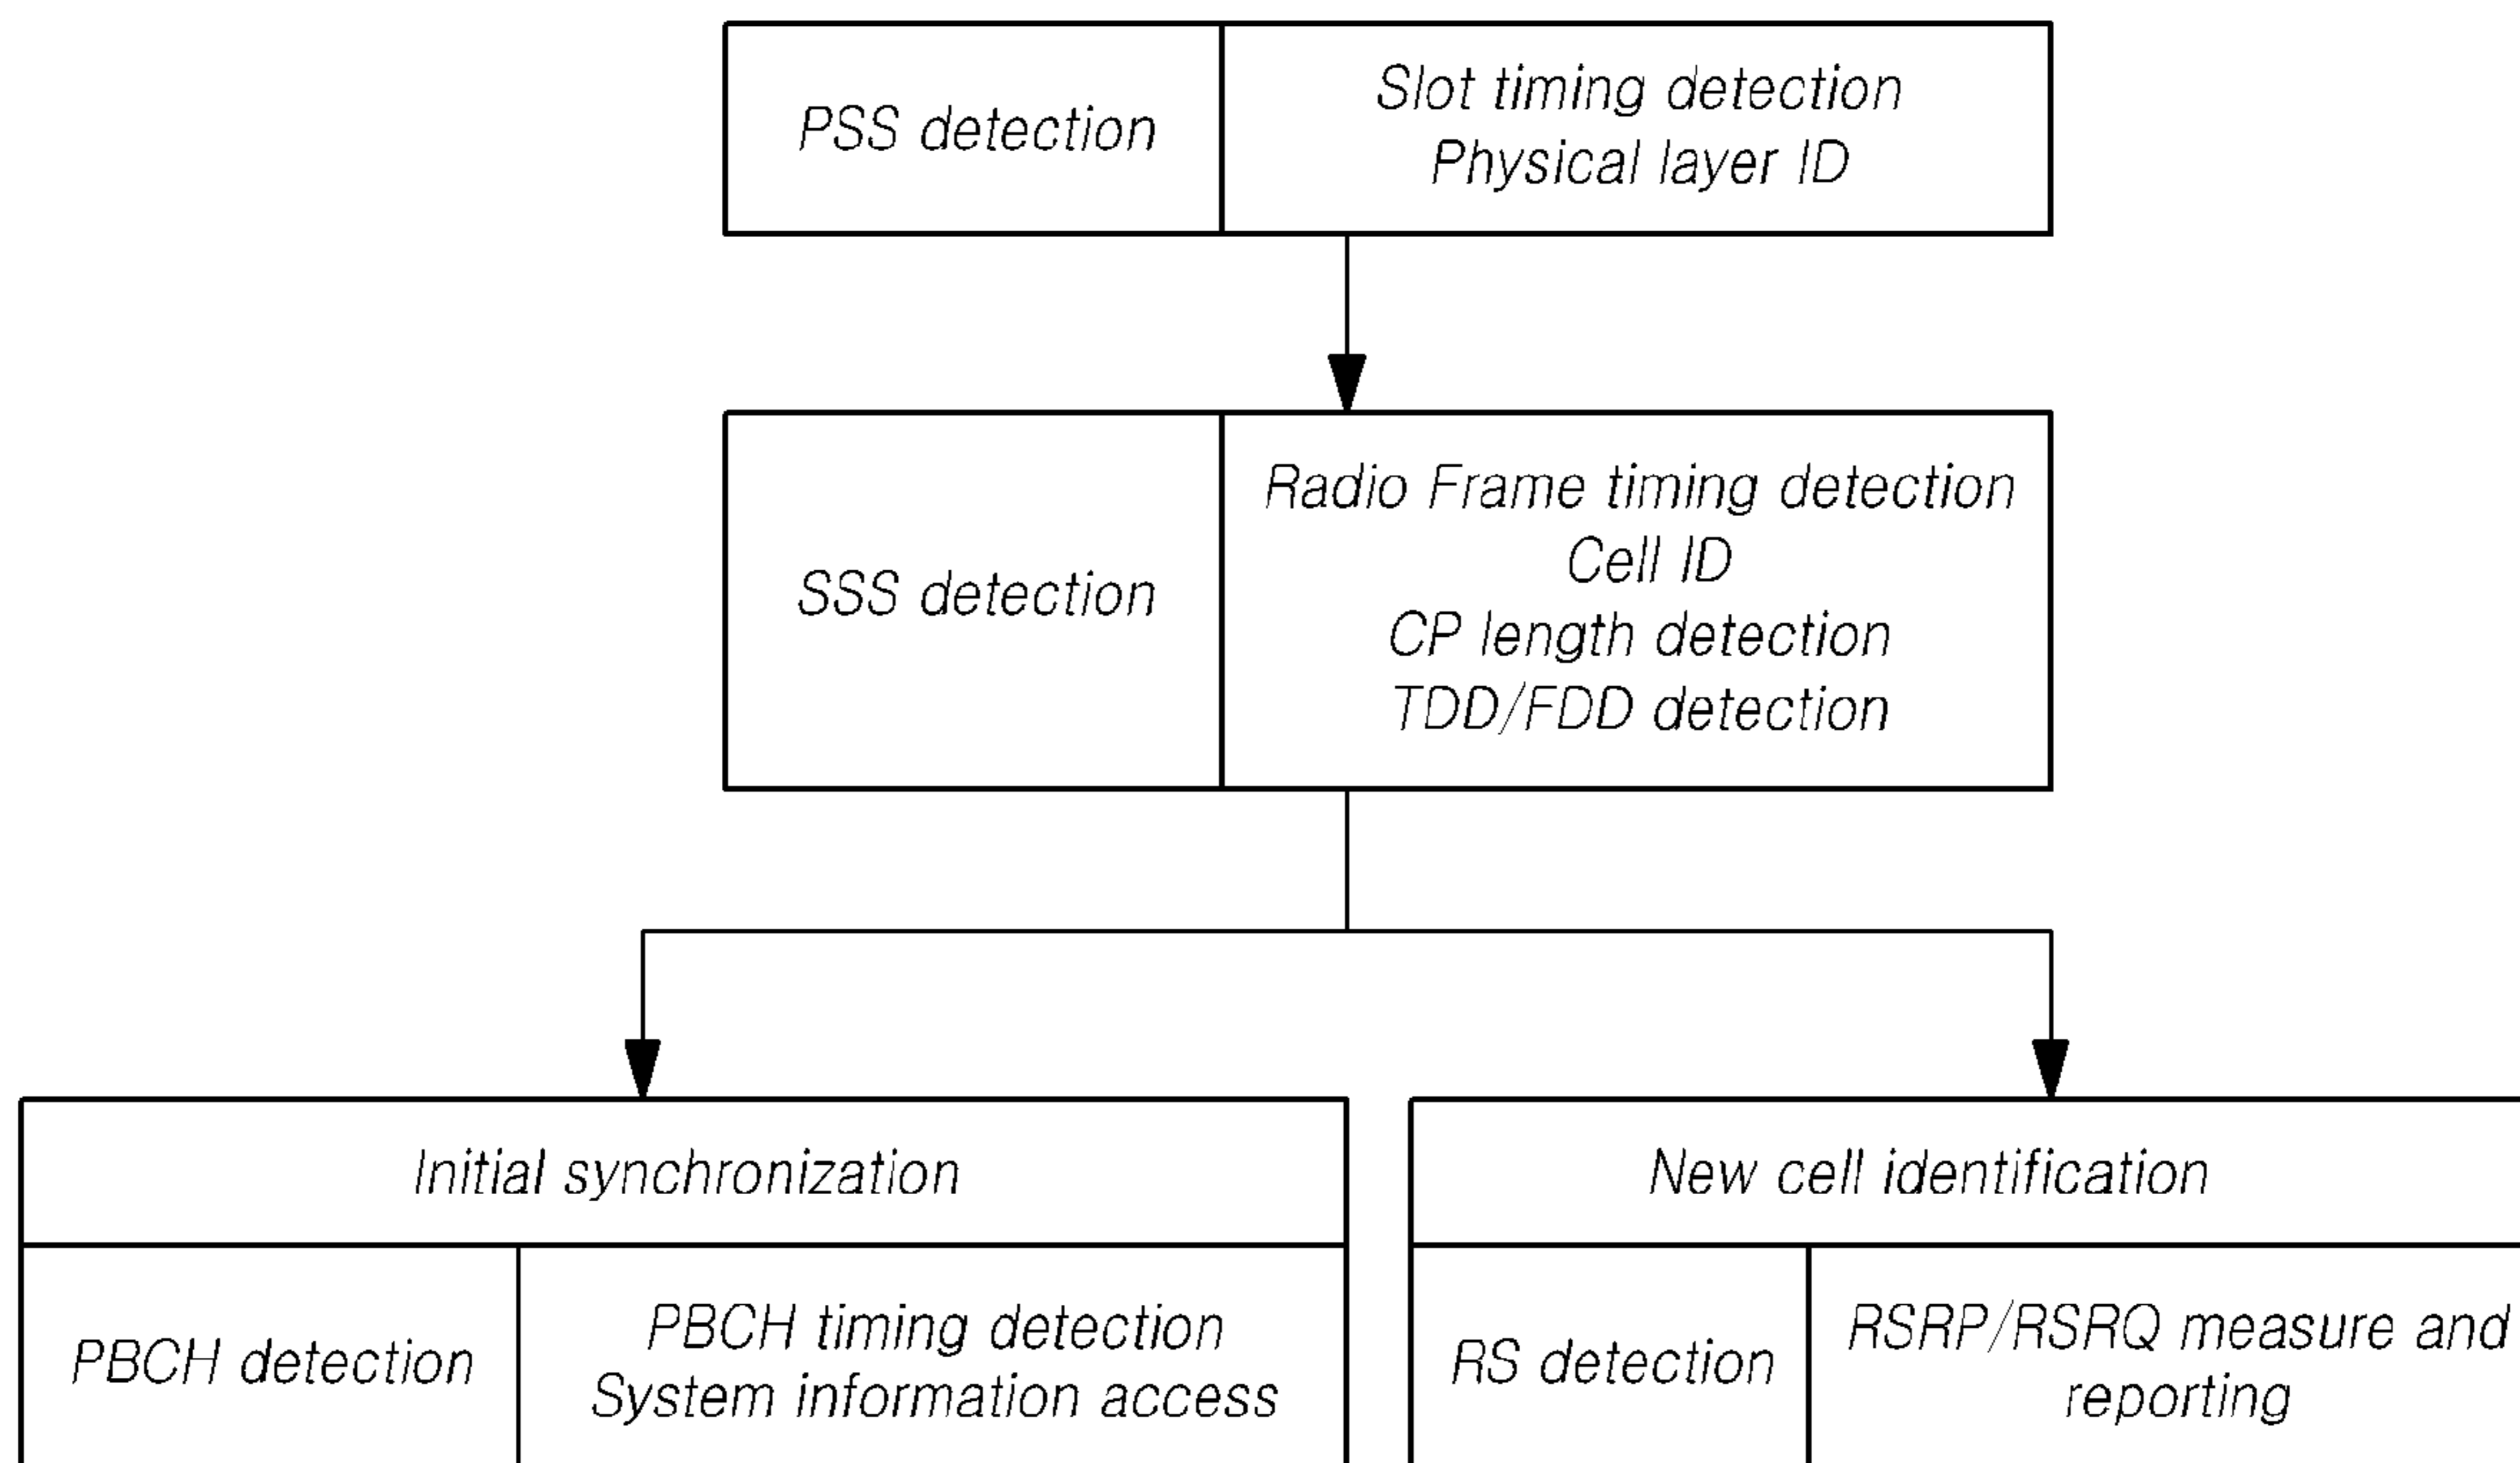 PSS detection
Slot timing detection
Physical layer ID
SSS detection
Radio Frame timing detection
Cell ID
CP length detection
TDD/FDD detection
Initial synchronization
PBCH detection
PBCH timing detection
System information access
New cell identification
RS detection
RSRP/RSRQ measure and
reporting